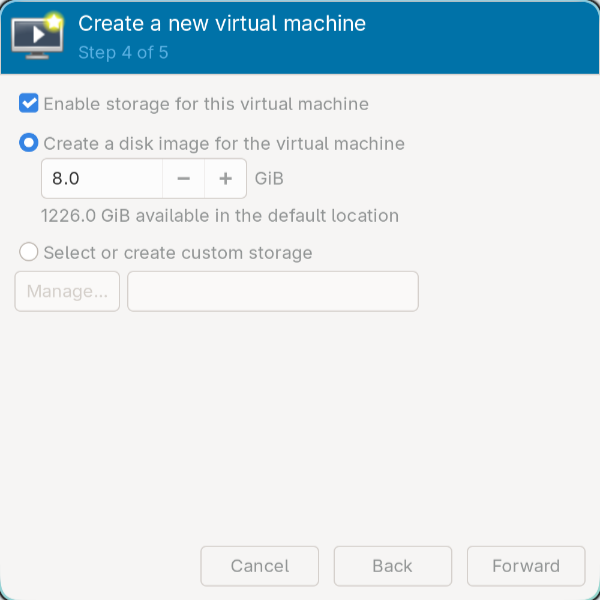 Create a new virtual machine
Step 4 of 5
Enable storage for this virtual machine
Create a disk image for the virtual machine
8.0 − + GiB
1226.0 GiB available in the default location
Select or create custom storage
Manage...
Cancel Back Forward